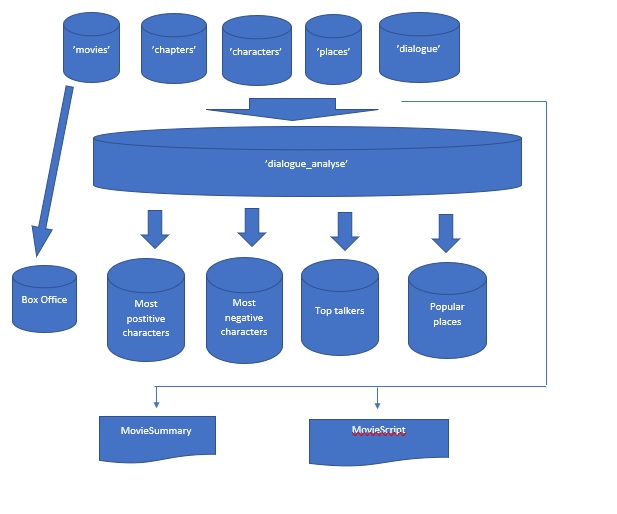 'movies'
'chapters'
'characters'
'places'
'dialogue'
'dialogue_analyse'
Box Office
Most
postitive
characters
Most
negative
characters
Top talkers
Popular
places
MovieSummary
MovieScript